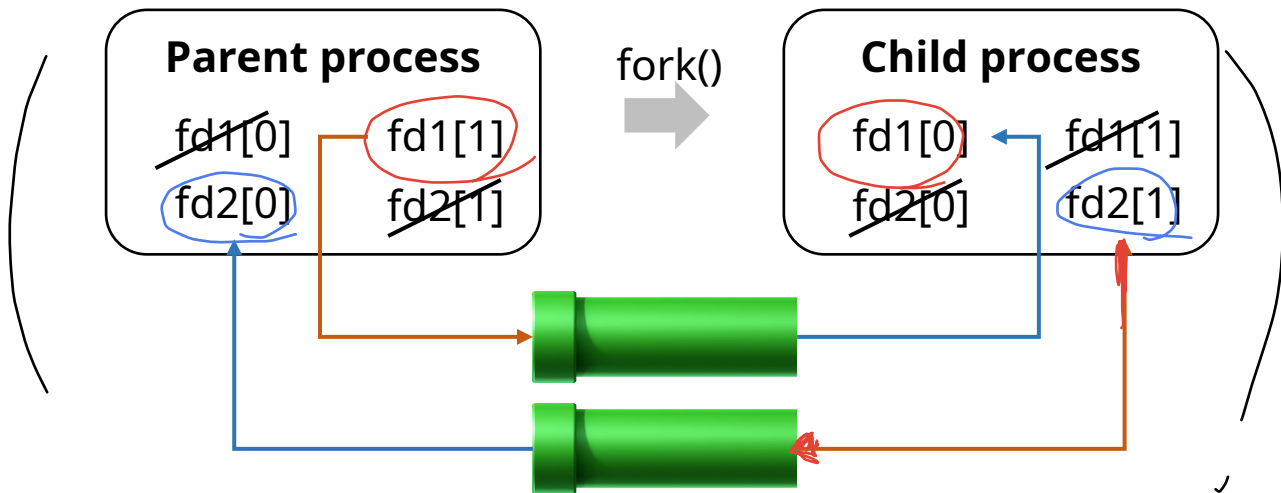 Parent process
fd1[0] fd1[1]
fd2[0] fd2[1]
fork()
Child process
fd1[0] fd1[1]
fd2[0] fd2[1]